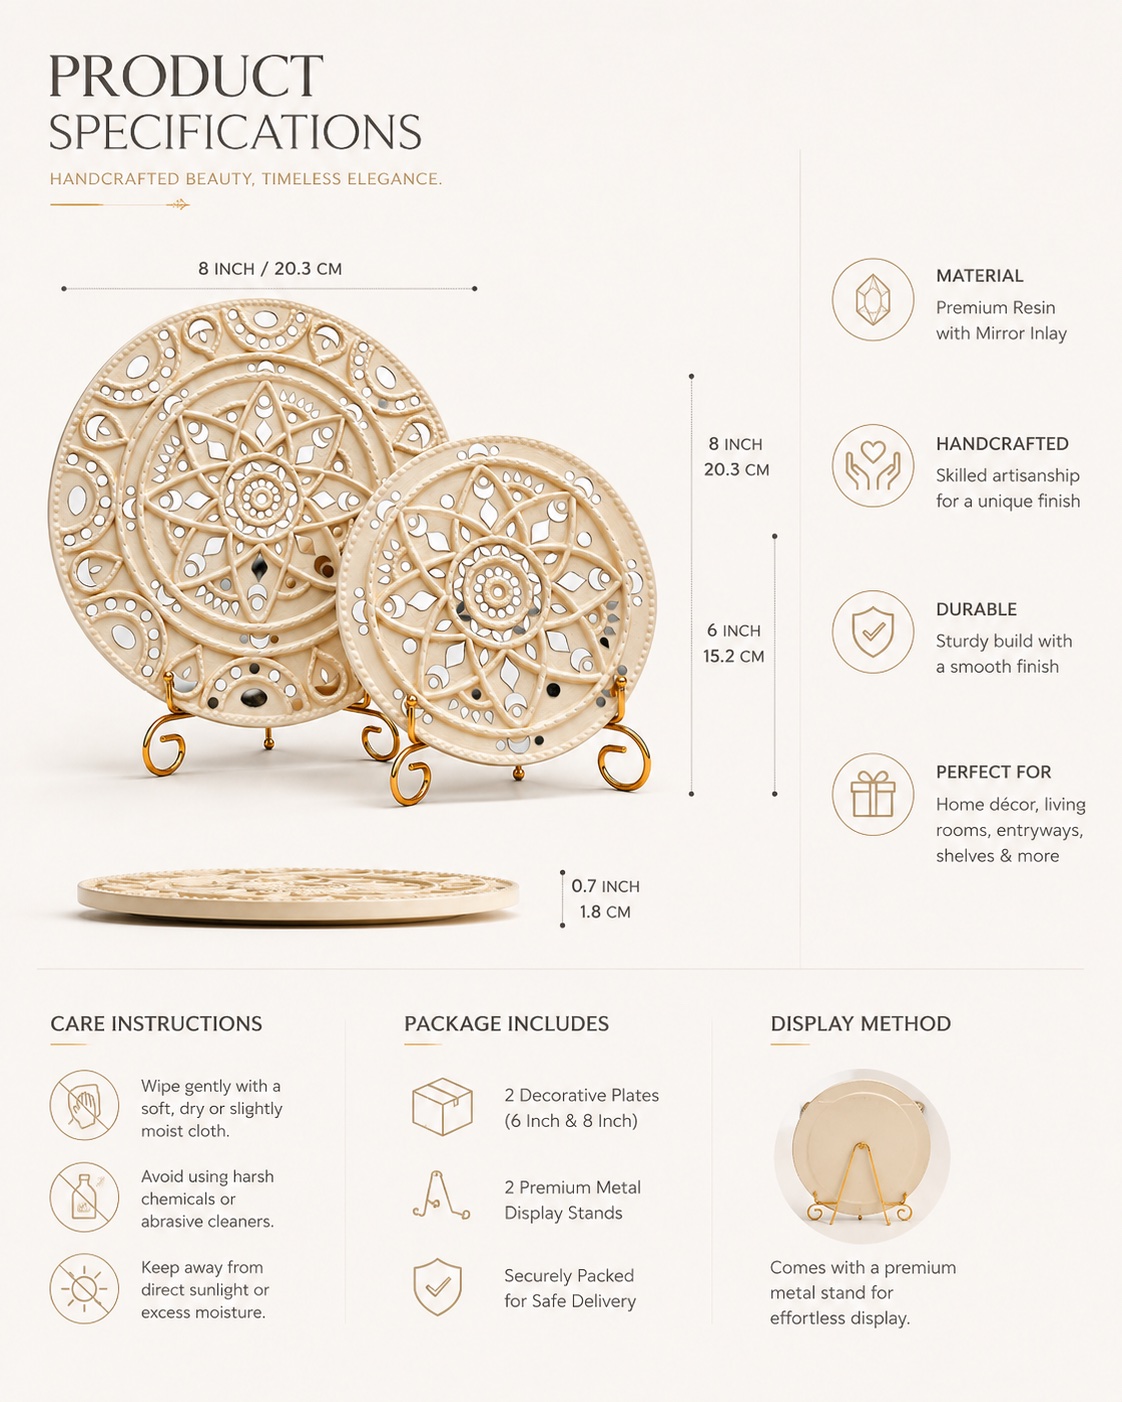 PRODUCT
SPECIFICATIONS
HANDCRAFTED BEAUTY, TIMELESS ELEGANCE.
8 INCH / 20.3 CM
8 INCH
20.3 CM
6 INCH
15.2 CM
0.7 INCH
1.8 CM
MATERIAL
Premium Resin
with Mirror Inlay
HANDCRAFTED
Skilled artisanship
for a unique finish
DURABLE
Sturdy build with
a smooth finish
PERFECT FOR
Home décor, living
rooms, entryways,
shelves & more
CARE INSTRUCTIONS
Wipe gently with a
soft, dry or slightly
moist cloth.
Avoid using harsh
chemicals or
abrasive cleaners.
Keep away from
direct sunlight or
excess moisture.
PACKAGE INCLUDES
2 Decorative Plates
(6 Inch & 8 Inch)
2 Premium Metal
Display Stands
Securely Packed
for Safe Delivery
DISPLAY METHOD
Comes with a premium
metal stand for
effortless display.